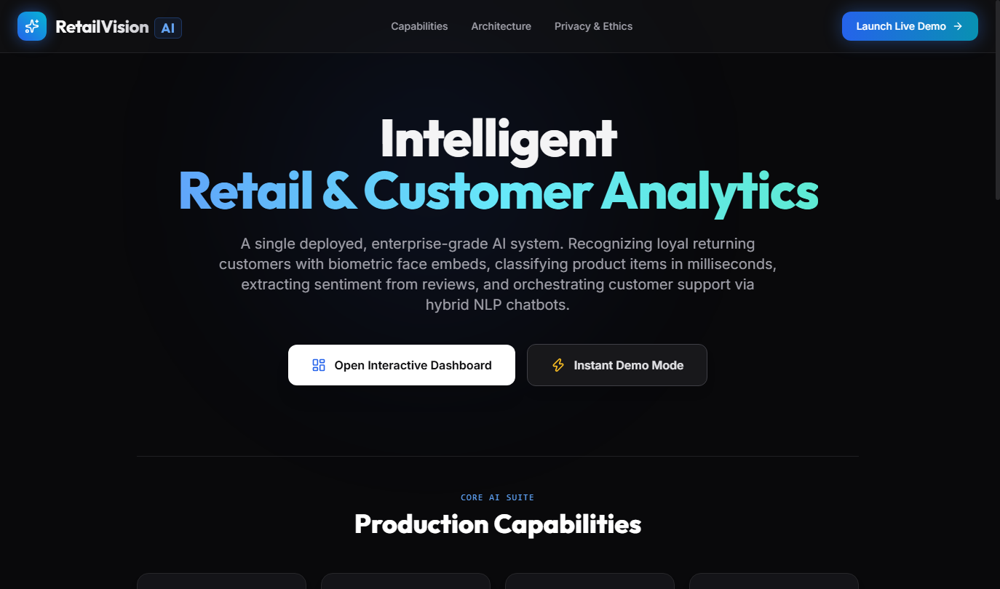 RetailVision AI
Capabilities
Architecture
Privacy & Ethics
Launch Live Demo
Intelligent
Retail & Customer Analytics
A single deployed, enterprise-grade AI system. Recognizing loyal returning
customers with biometric face embeds, classifying product items in milliseconds,
extracting sentiment from reviews, and orchestrating customer support via
hybrid NLP chatbots.
Open Interactive Dashboard
Instant Demo Mode
CORE AI SUITE
Production Capabilities